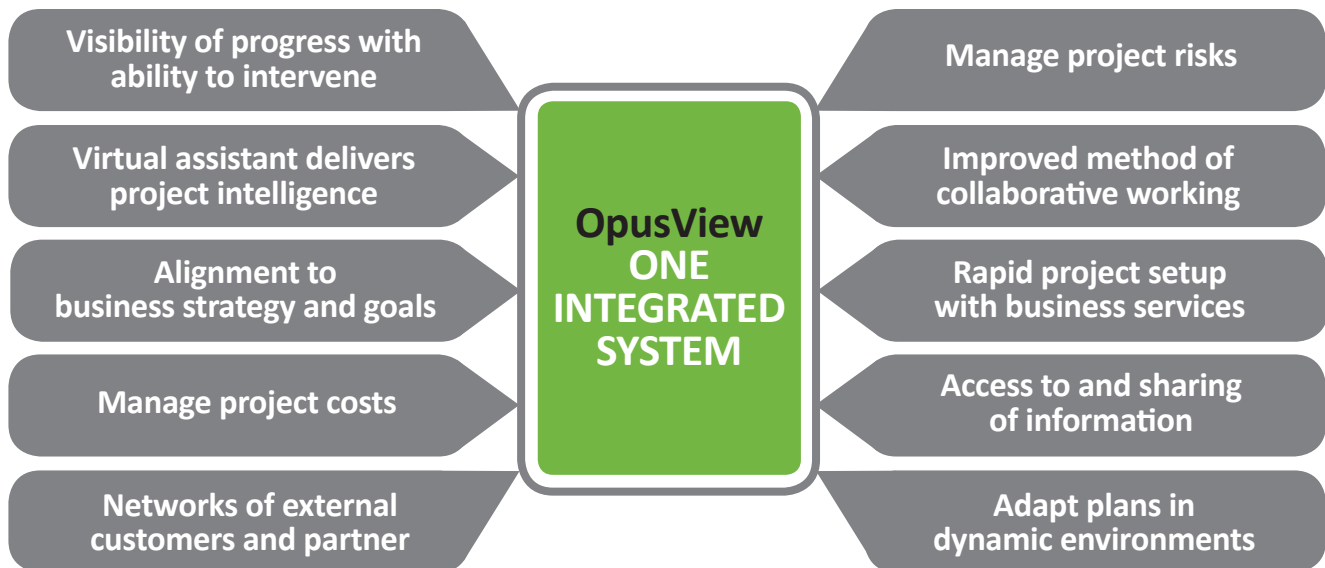 Visibility of progress with
ability to intervene
Virtual assistant delivers
project intelligence
Alignment to
business strategy and goals
Manage project costs
Networks of external
customers and partner
OpusView
ONE
INTEGRATED
SYSTEM
Manage project risks
Improved method of
collaborative working
Rapid project setup
with business services
Access to and sharing
of information
Adapt plans in
dynamic environments